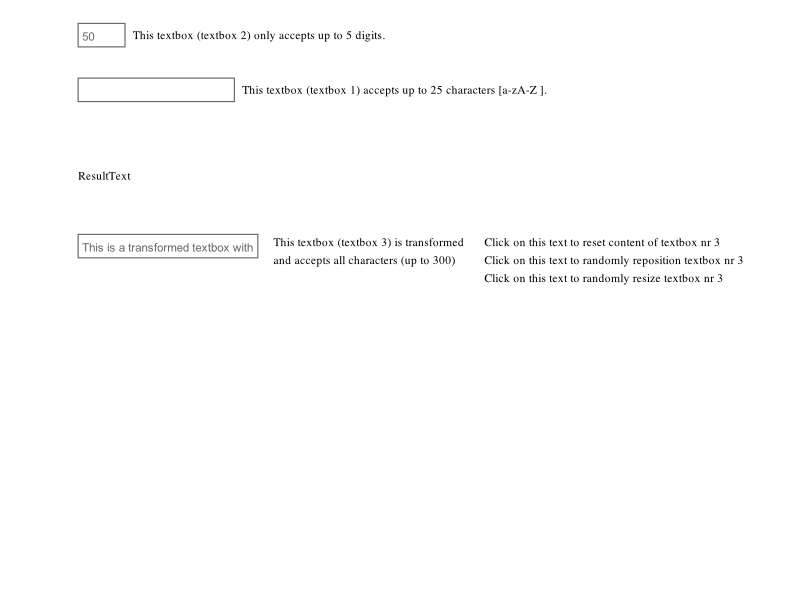 50 This textbox (textbox 2) only accepts up to 5 digits.
This textbox (textbox 1) accepts up to 25 characters [a-zA-Z ].
ResultText
This is a transformed textbox with
This textbox (textbox 3) is transformed
and accepts all characters (up to 300)
Click on this text to reset content of textbox nr 3
Click on this text to randomly reposition textbox nr 3
Click on this text to randomly resize textbox nr 3